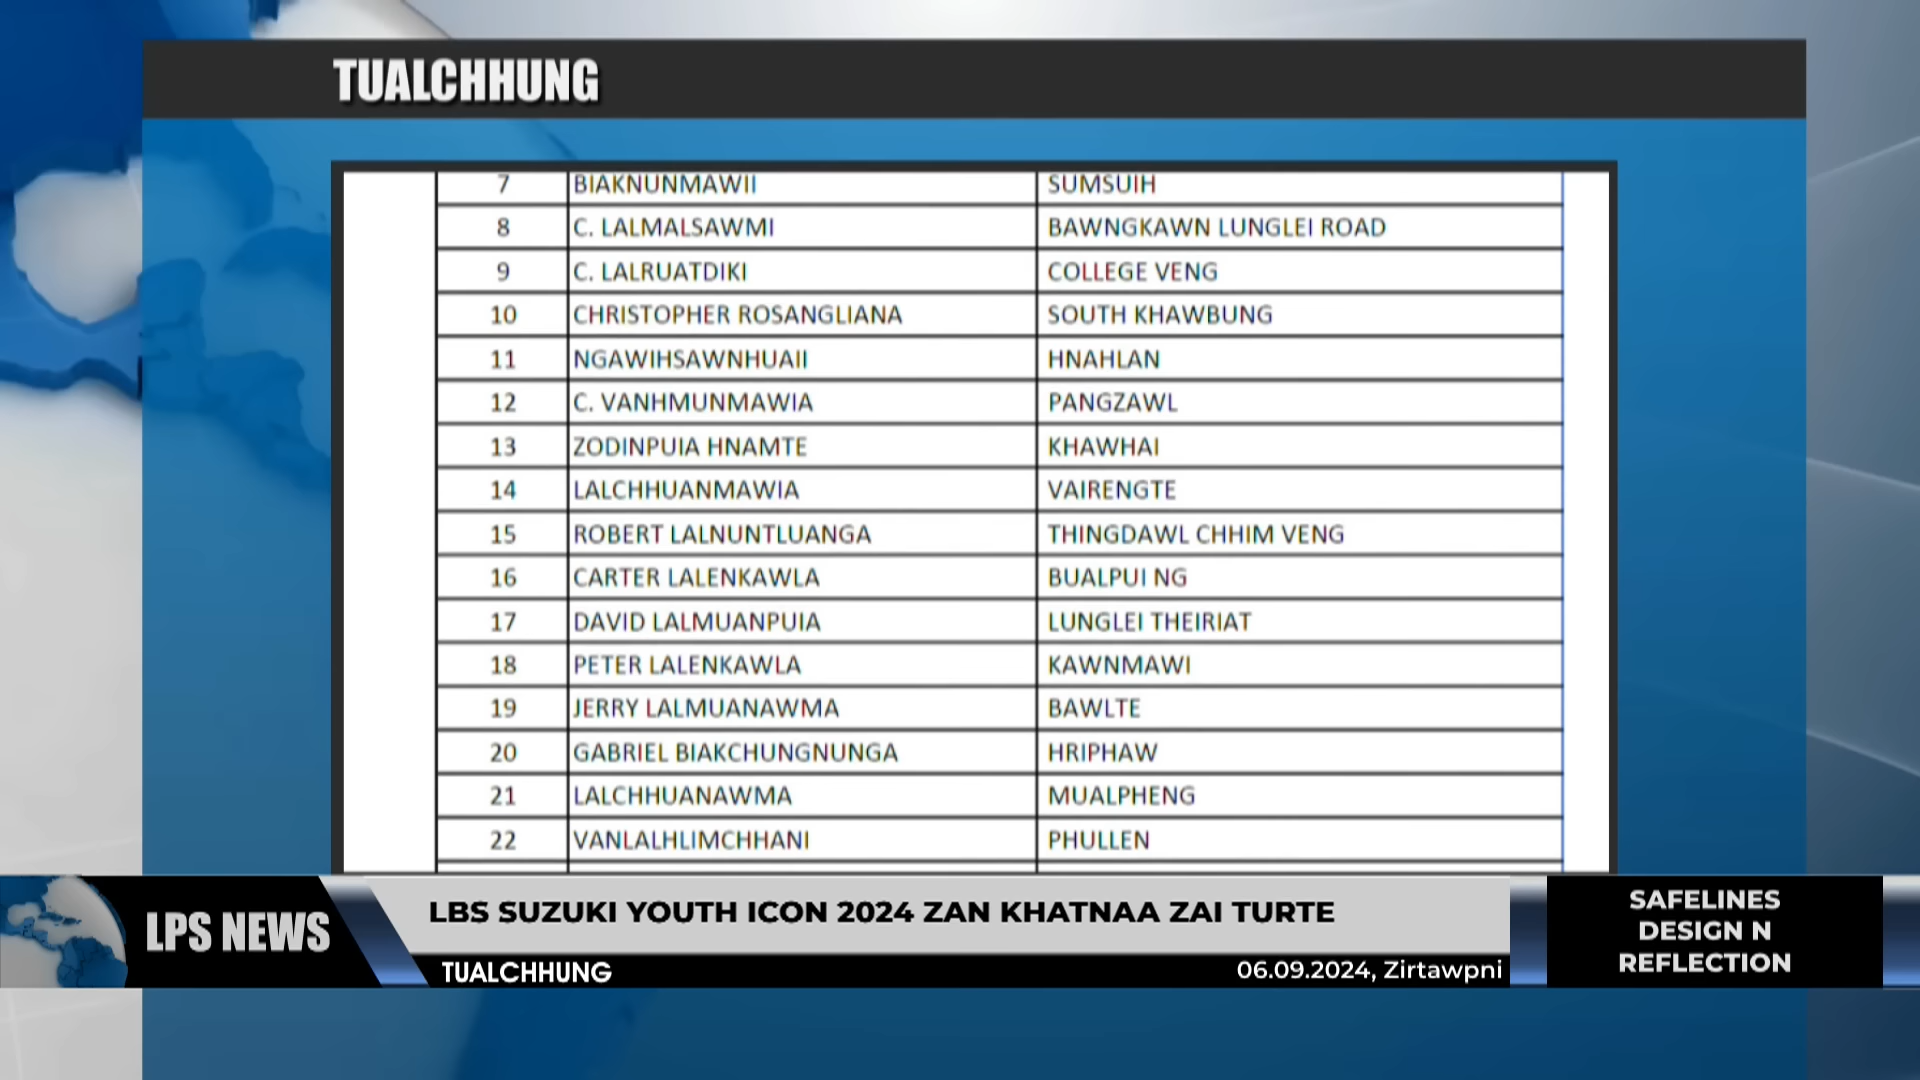 TUALCHHUNG
7 BIAKNUNMAWII SUMSUIH
8 C. LALMALSAWMI BAWNGKAWN LUNGLEI ROAD
9 C. LALRUATDIKI COLLEGE VENG
10 CHRISTOPHER ROSANGLIANA SOUTH KHAWBUNG
11 NGAWIHSAWNHUAII HNAHLAN
12 C. VANHMUNMAWIA PANGZAWL
13 ZODINPUIA HNAMTE KHAWHAI
14 LALCHHUANMAWIA VAIRENGTE
15 ROBERT LALNUNTLUANGA THINGDAWL CHHIM VENG
16 CARTER LALENKAWLA BUALPUI NG
17 DAVID LALMUANPUIA LUNGLEI THEIRIAT
18 PETER LALENKAWLA KAWNMAWI
19 JERRY LALMUANAWMA BAWLTE
20 GABRIEL BIAKCHUNGNUNGA HRIPHAW
21 LALCHHUANAWMA MUALPHENG
22 VANLALHLIMCHHANI PHULLEN
LPS NEWS
LBS SUZUKI YOUTH ICON 2024 ZAN KHATNAA ZAI TURTE
TUALCHHUNG
06.09.2024, Zirtawpni
SAFELINES
DESIGN N
REFLECTION